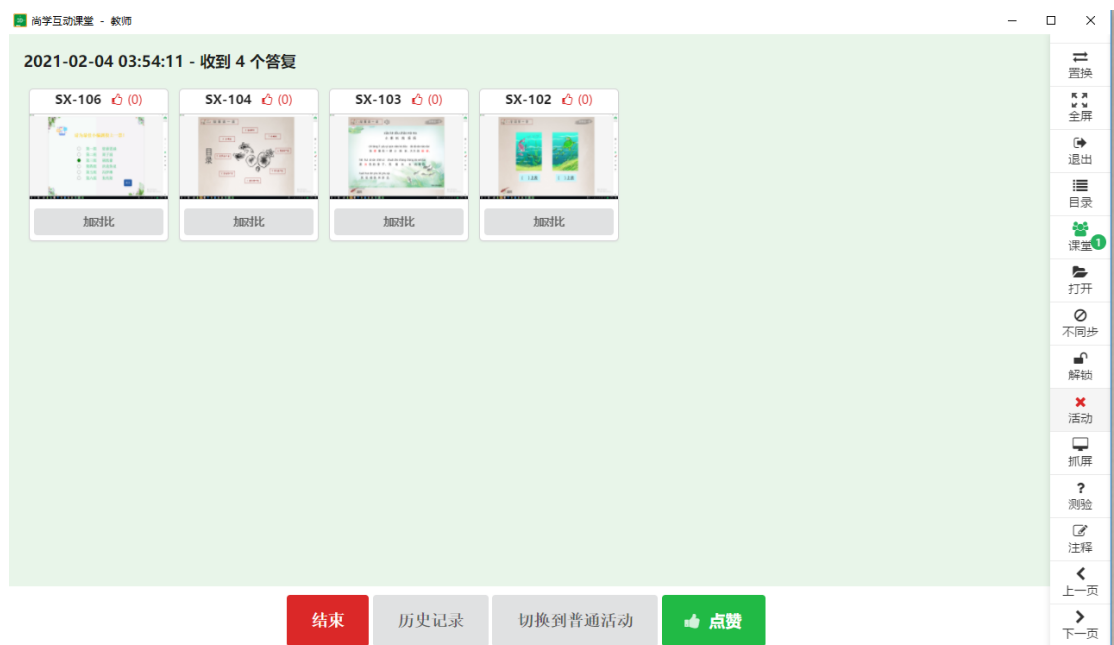 尚学互动课堂 - 教师
2021-02-04 03:54:11 - 收到 4 个答复
SX-106 (0)
SX-104 (0)
SX-103 (0)
SX-102 (0)
加对比
加对比
加对比
加对比
结束
历史记录
切换到普通活动
点赞
置换
全屏
退出
目录
课堂 1
打开
不同步
解锁
活动
抓屏
? 测验
注释
上一页
下一页